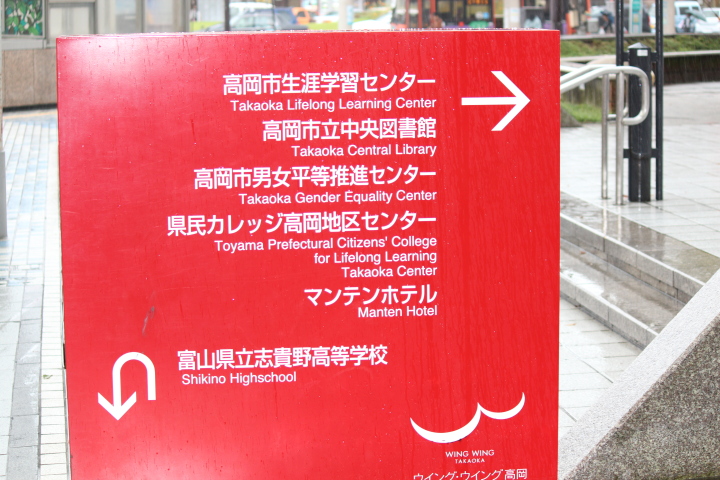 高岡市生涯学習センター
Takaoka Lifelong Learning Center
高岡市立中央図書館
Takaoka Central Library
高岡市男女平等推進センター
Takaoka Gender Equality Center
県民カレッジ高岡地区センター
Toyama Prefectural Citizens' College
for Lifelong Learning
Takaoka Center
マンテンホテル
Manten Hotel
富山県立志貴野高等学校
Shikino Highschool
WING WING
TAKAOKA
ウイング・ウイング高岡